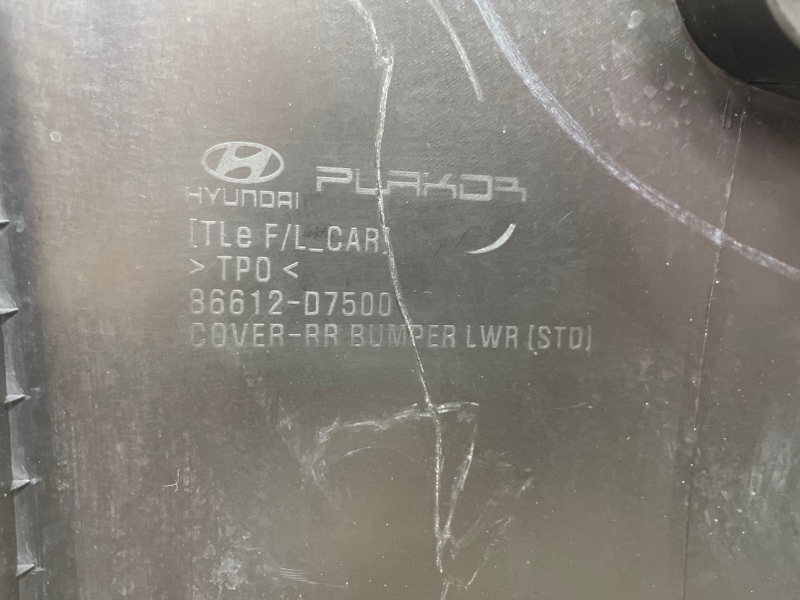 HYUNDAI PLAKOR
[TLe F/L_CAR]
> TPO <
86612-D7500
COVER-RR BUMPER LWR (STD)